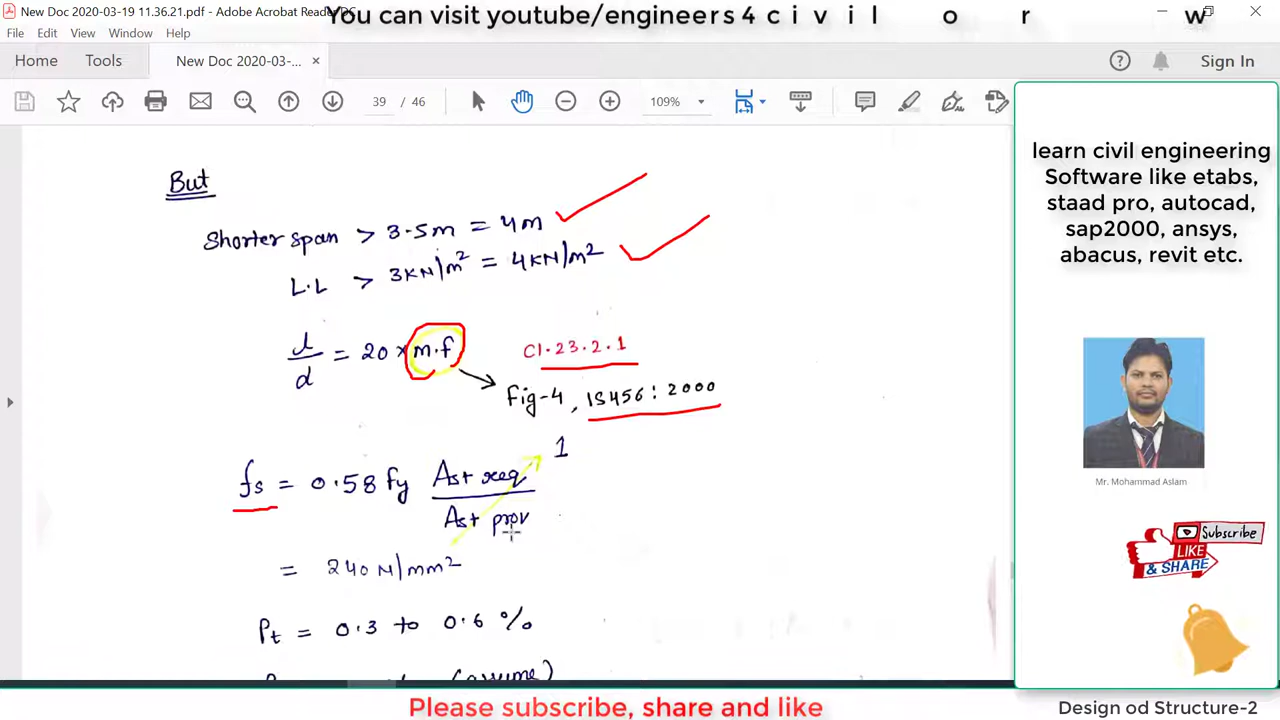 New Doc 2020-03-19 11.36.21.pdf - Adobe Acrobat Reader DC
You can visit youtube/engineers 4 c i v i l o r w
File Edit View Window Help
Home Tools New Doc 2020-03-... × Sign In
39 / 46 109%
But
Shorter span > 3.5m = 4m
L.L > 3KN/m² = 4KN/m²
l/d = 20 × m.f
Cl.23.2.1
Fig-4, IS456:2000
1
fs = 0.58 fy Ast req / Ast prov
= 240 N/mm²
Pt = 0.3 to 0.6 %
(assume)
learn civil engineering
Software like etabs,
staad pro, autocad,
sap2000, ansys,
abacus, revit etc.
Mr. Mohammad Aslam
Subscribe
LIKE
& SHARE
Please subscribe, share and like
Design od Structure-2